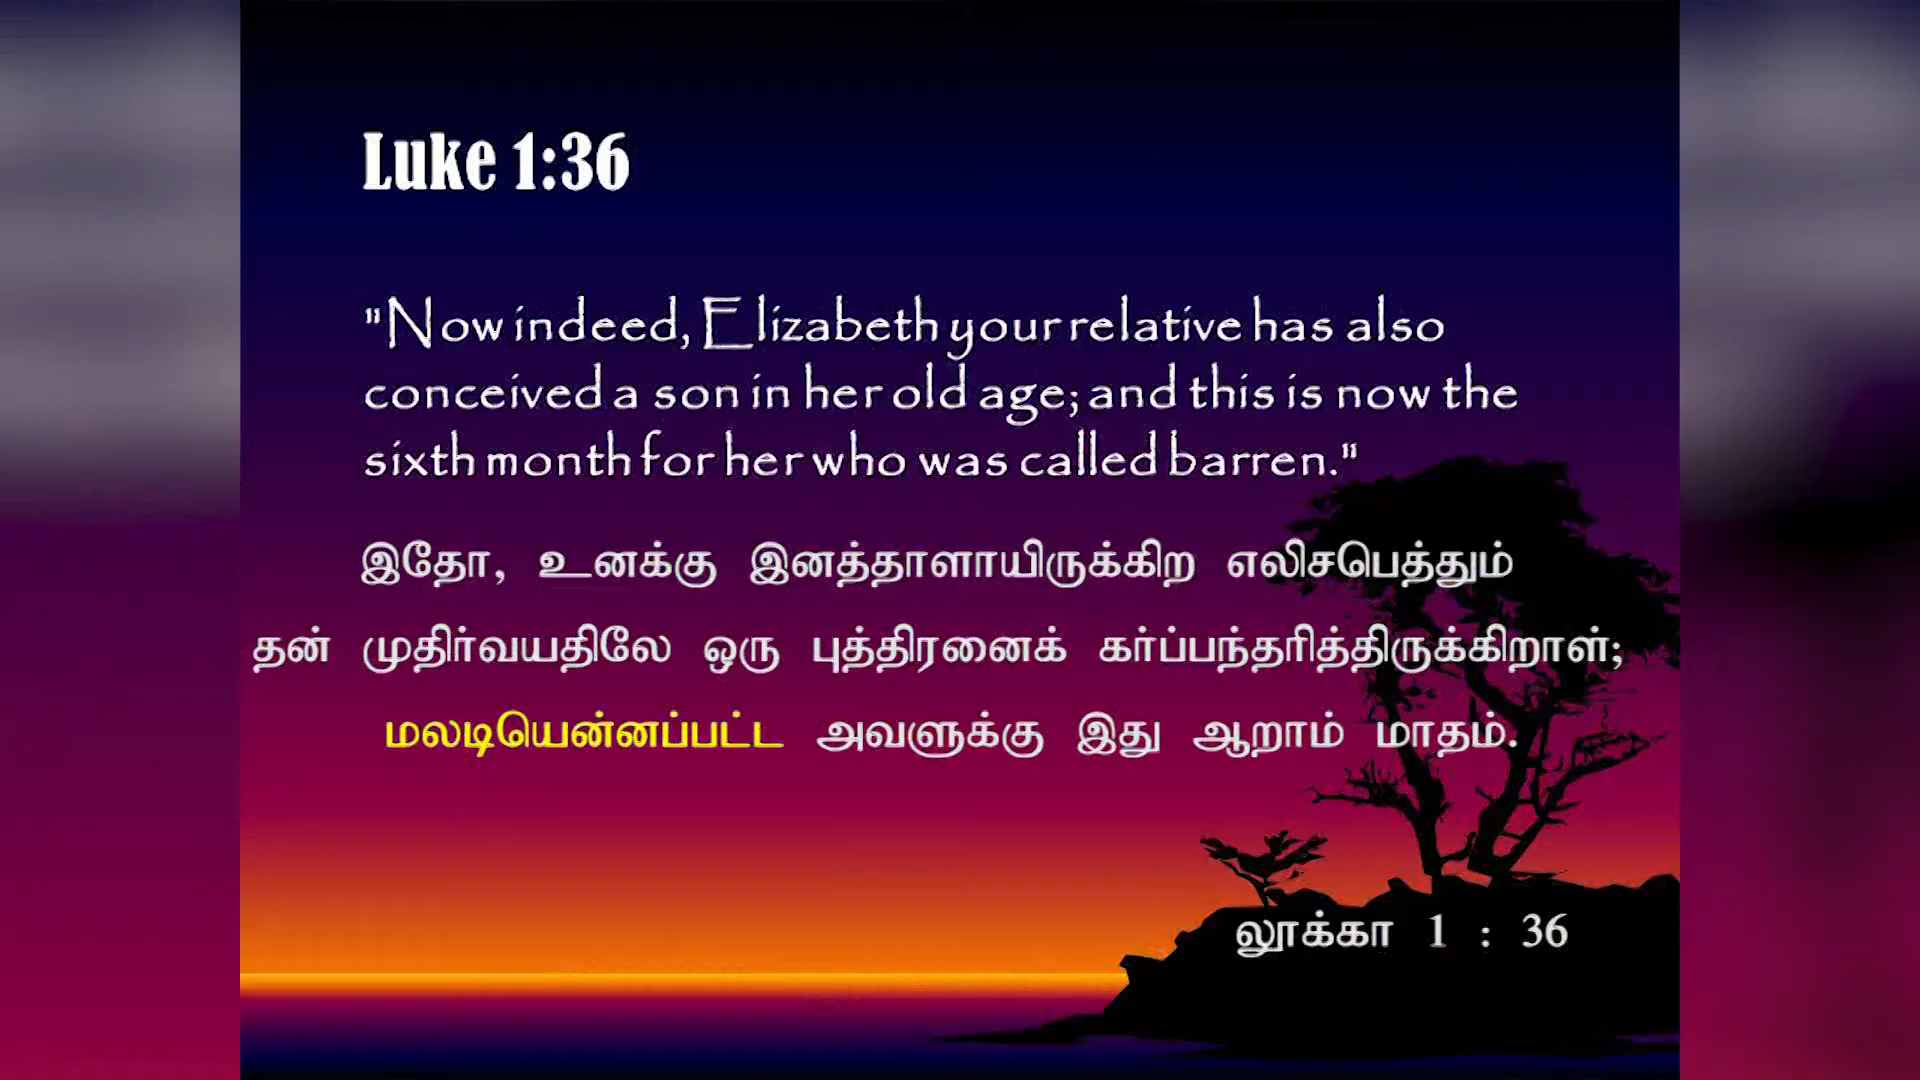 Luke 1:36
"Now indeed, Elizabeth your relative has also
conceived a son in her old age; and this is now the
sixth month for her who was called barren."
இதோ, உனக்கு இனத்தாளாயிருக்கிற எலிசபெத்தும்
தன் முதிர்வயதிலே ஒரு புத்திரனைக் கர்ப்பந்தரித்திருக்கிறாள்;
மலடியென்னப்பட்ட அவளுக்கு இது ஆறாம் மாதம்.
லூக்கா 1 : 36